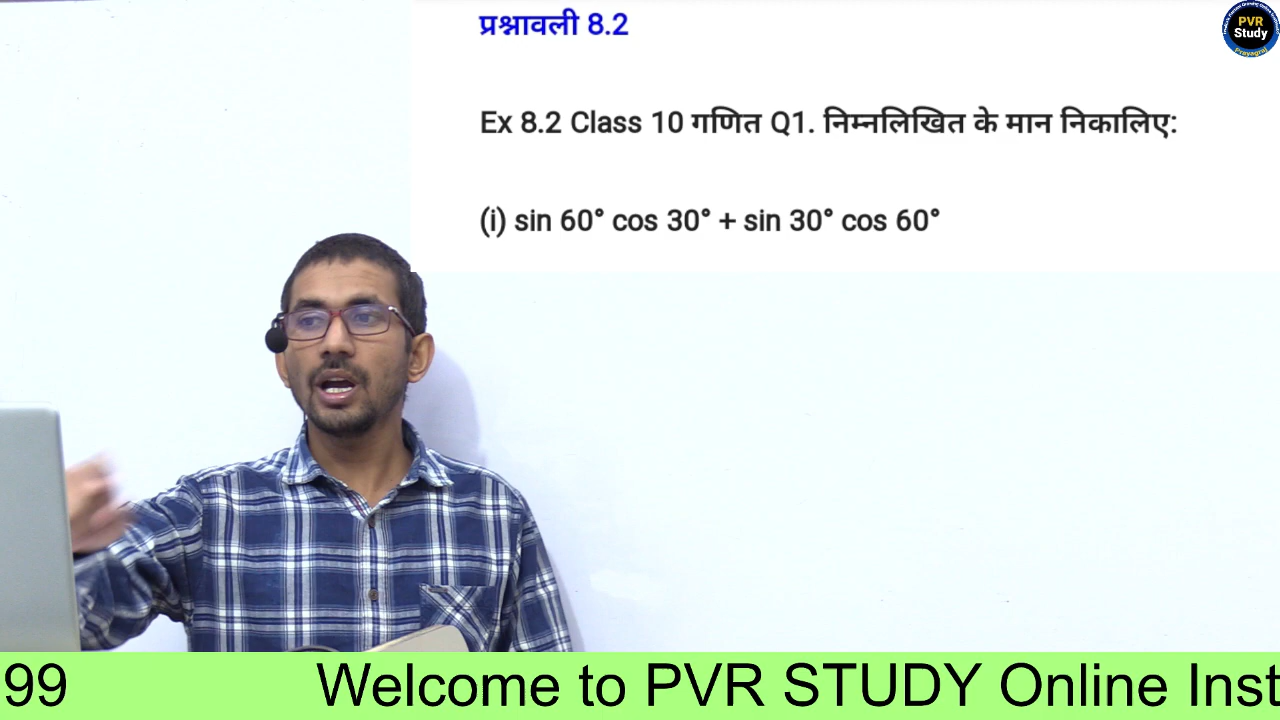 प्रश्नावली 8.2
PVR
Study
Prayagraj
Ex 8.2 Class 10 गणित Q1. निम्नलिखित के मान निकालिए:
(i) sin 60° cos 30° + sin 30° cos 60°
99 Welcome to PVR STUDY Online Inst